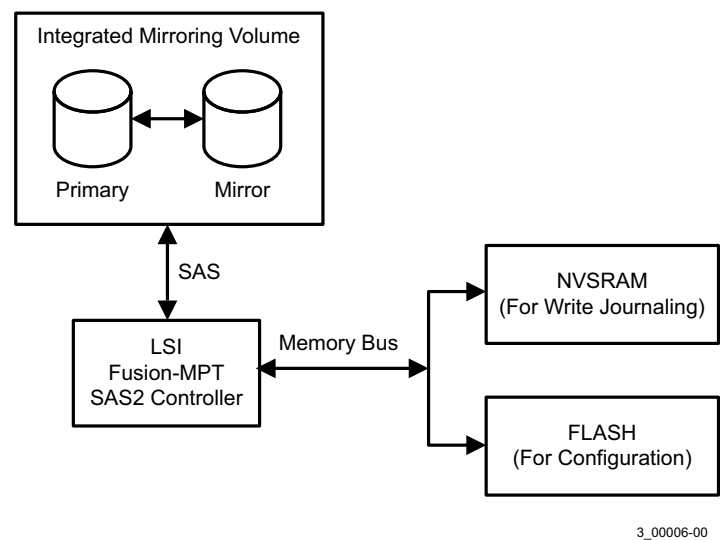 Integrated Mirroring Volume
Primary
Mirror
SAS
LSI
Fusion-MPT
SAS2 Controller
Memory Bus
NVSRAM
(For Write Journaling)
FLASH
(For Configuration)
3_00006-00